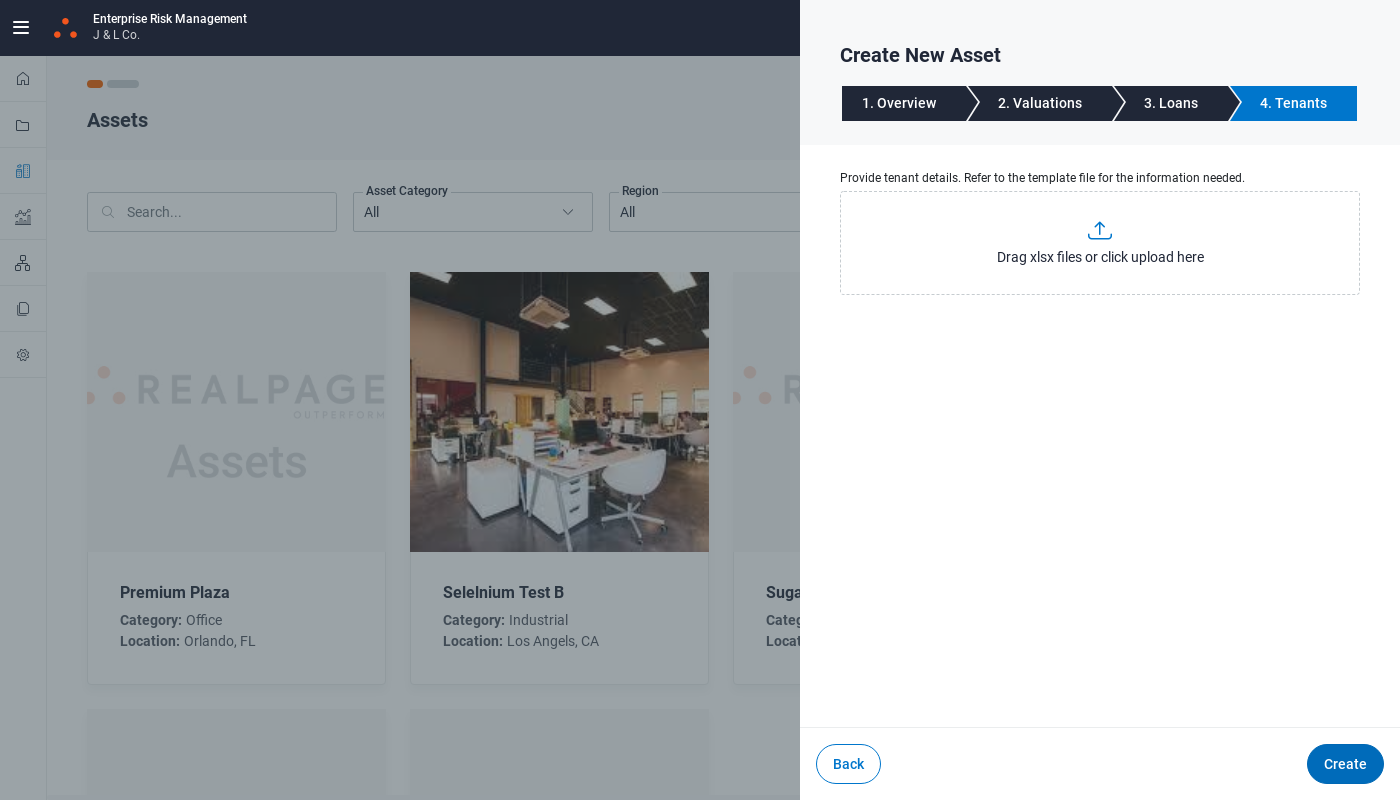 Enterprise Risk Management
J & L Co.
Assets
Search...
Asset Category
All
Region
All
REALPAGE
OUTPERFORM
Assets
Premium Plaza
Category: Office
Location: Orlando, FL
Selelnium Test B
Category: Industrial
Location: Los Angels, CA
Create New Asset
1. Overview
2. Valuations
3. Loans
4. Tenants
Provide tenant details. Refer to the template file for the information needed.
Drag xlsx files or click upload here
Back
Create